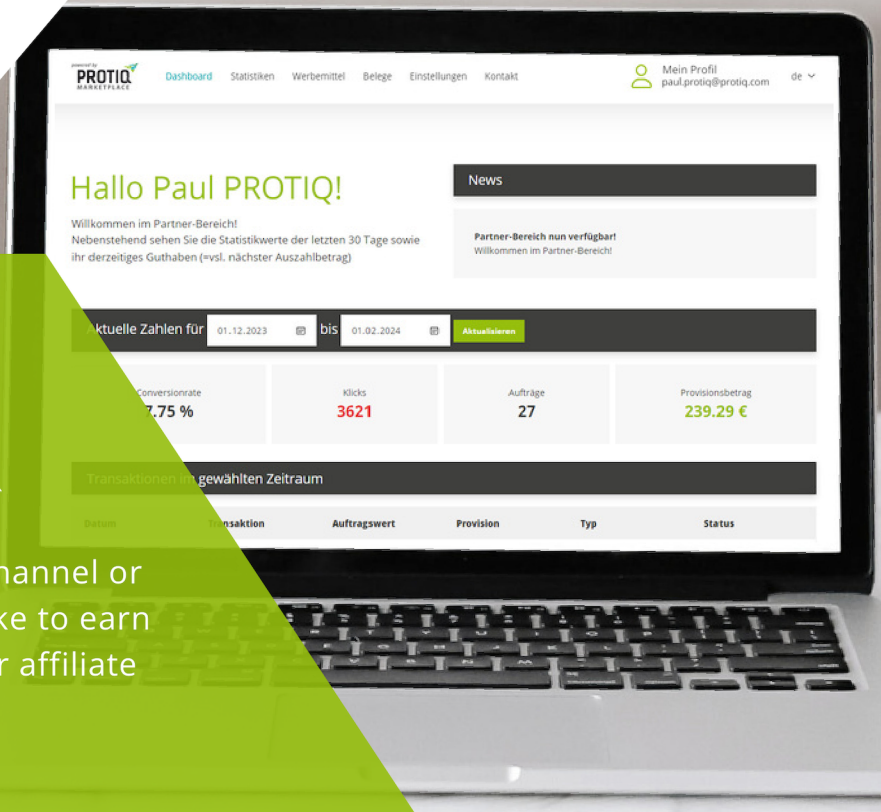 powered by
PROTIQ
MARKETPLACE
Dashboard Statistiken Werbemittel Belege Einstellungen Kontakt
Mein Profil
paul.protiq@protiq.com
de
Hallo Paul PROTIQ!
Willkommen im Partner-Bereich!
Nebenstehend sehen Sie die Statistikwerte der letzten 30 Tage sowie
ihr derzeitiges Guthaben (=vsl. nächster Auszahlbetrag)
News
Partner-Bereich nun verfügbar!
Willkommen im Partner-Bereich!
Aktuelle Zahlen für 01.12.2023 bis 01.02.2024 Aktualisieren
Conversionrate
7.75 %
Klicks
3621
Aufträge
27
Provisionsbetrag
239.29 €
Transaktionen im gewählten Zeitraum
Datum Transaktion Auftragswert Provision Typ Status
hannel or
ke to earn
r affiliate